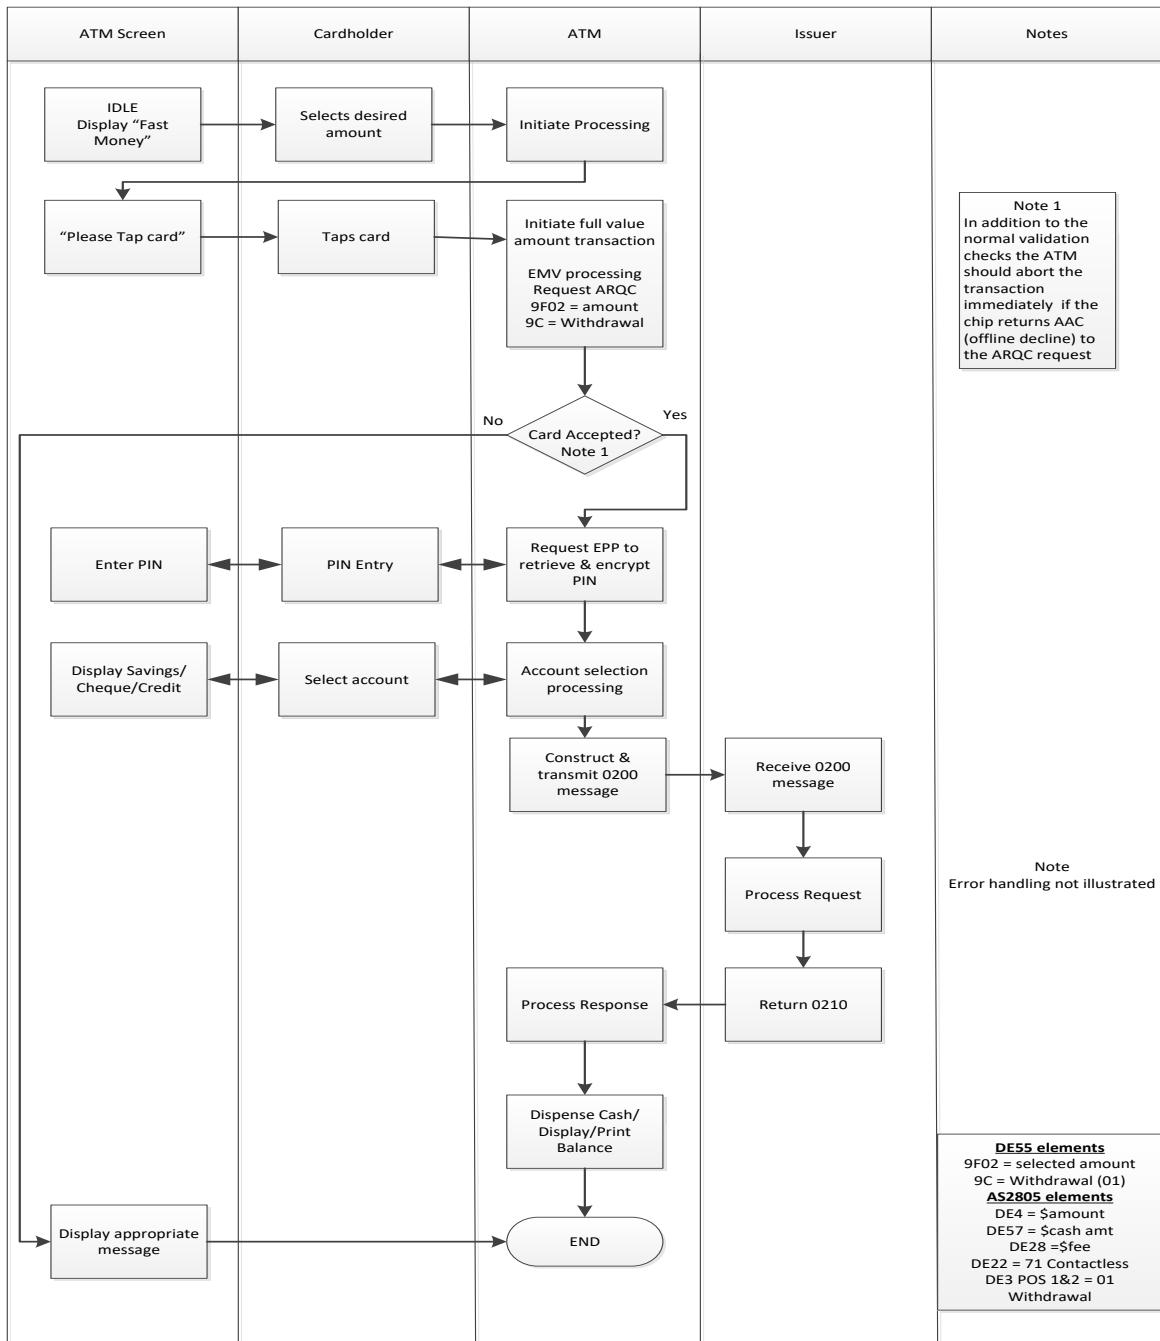 ATM Screen
Cardholder
ATM
Issuer
Notes
IDLE
Display “Fast
Money”
Selects desired
amount
Initiate Processing
“Please Tap card”
Taps card
Initiate full value
amount transaction
EMV processing
Request ARQC
9F02 = amount
9C = Withdrawal
Note 1
In addition to the
normal validation
checks the ATM
should abort the
transaction
immediately  if the
chip returns AAC
(offline decline) to
the ARQC request
No
Card Accepted?
Note 1
Yes
Enter PIN
PIN Entry
Request EPP to
retrieve & encrypt
PIN
Display Savings/
Cheque/Credit
Select account
Account selection
processing
Construct &
transmit 0200
message
Receive 0200
message
Process Request
Note
Error handling not illustrated
Process Response
Return 0210
Dispense Cash/
Display/Print
Balance
DE55 elements
9F02 = selected amount
9C = Withdrawal (01)
AS2805 elements
DE4 = $amount
DE57 = $cash amt
DE28 =$fee
DE22 = 71 Contactless
DE3 POS 1&2 = 01
Withdrawal
Display appropriate
message
END